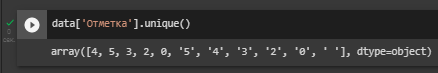 data['Отметка'].unique()
array([4, 5, 3, 2, 0, '5', '4', '3', '2', '0', ' '], dtype=object)